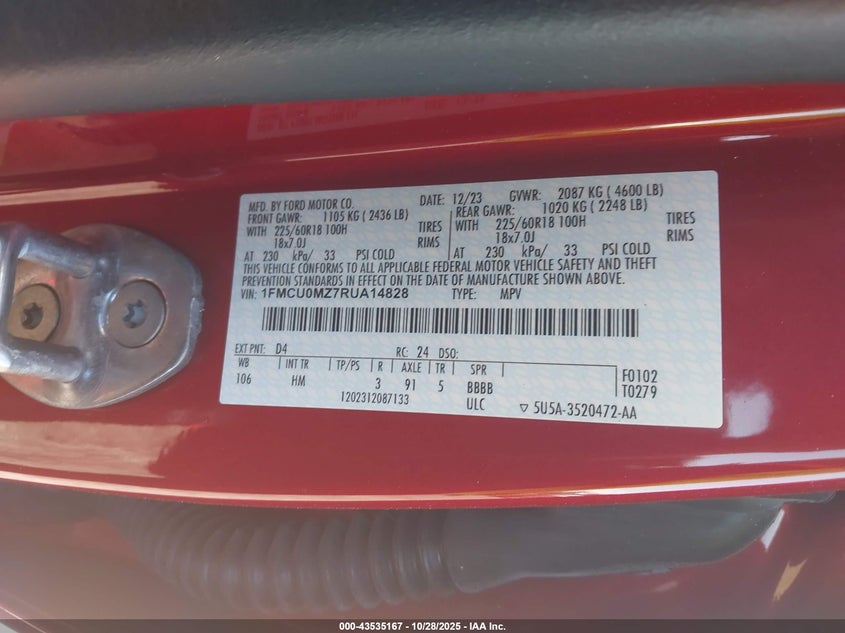 MFD. BY FORD MOTOR CO. DATE: 12/23 GVWR: 2087 KG ( 4600 LB)
FRONT GAWR: 1105 KG ( 2436 LB) REAR GAWR: 1020 KG ( 2248 LB)
WITH 225/60R18 100H TIRES WITH 225/60R18 100H TIRES
18x7.0J RIMS 18x7.0J RIMS
AT 230 kPa/ 33 PSI COLD AT 230 kPa/ 33 PSI COLD
THIS VEHICLE CONFORMS TO ALL APPLICABLE FEDERAL MOTOR VEHICLE SAFETY AND THEFT
PREVENTION STANDARDS IN EFFECT ON THE DATE OF MANUFACTURE SHOWN ABOVE.
VIN: 1FMCU0MZ7RUA14828 TYPE: MPV
EXT PNT: D4 RC: 24 DSO:
WB INT TR TP/PS R AXLE TR SPR F0102
106 HM 3 91 5 BBBB T0279
1202312087133 ULC ▽ 5U5A-3520472-AA
000-43535167 - 10/28/2025 - IAA Inc.